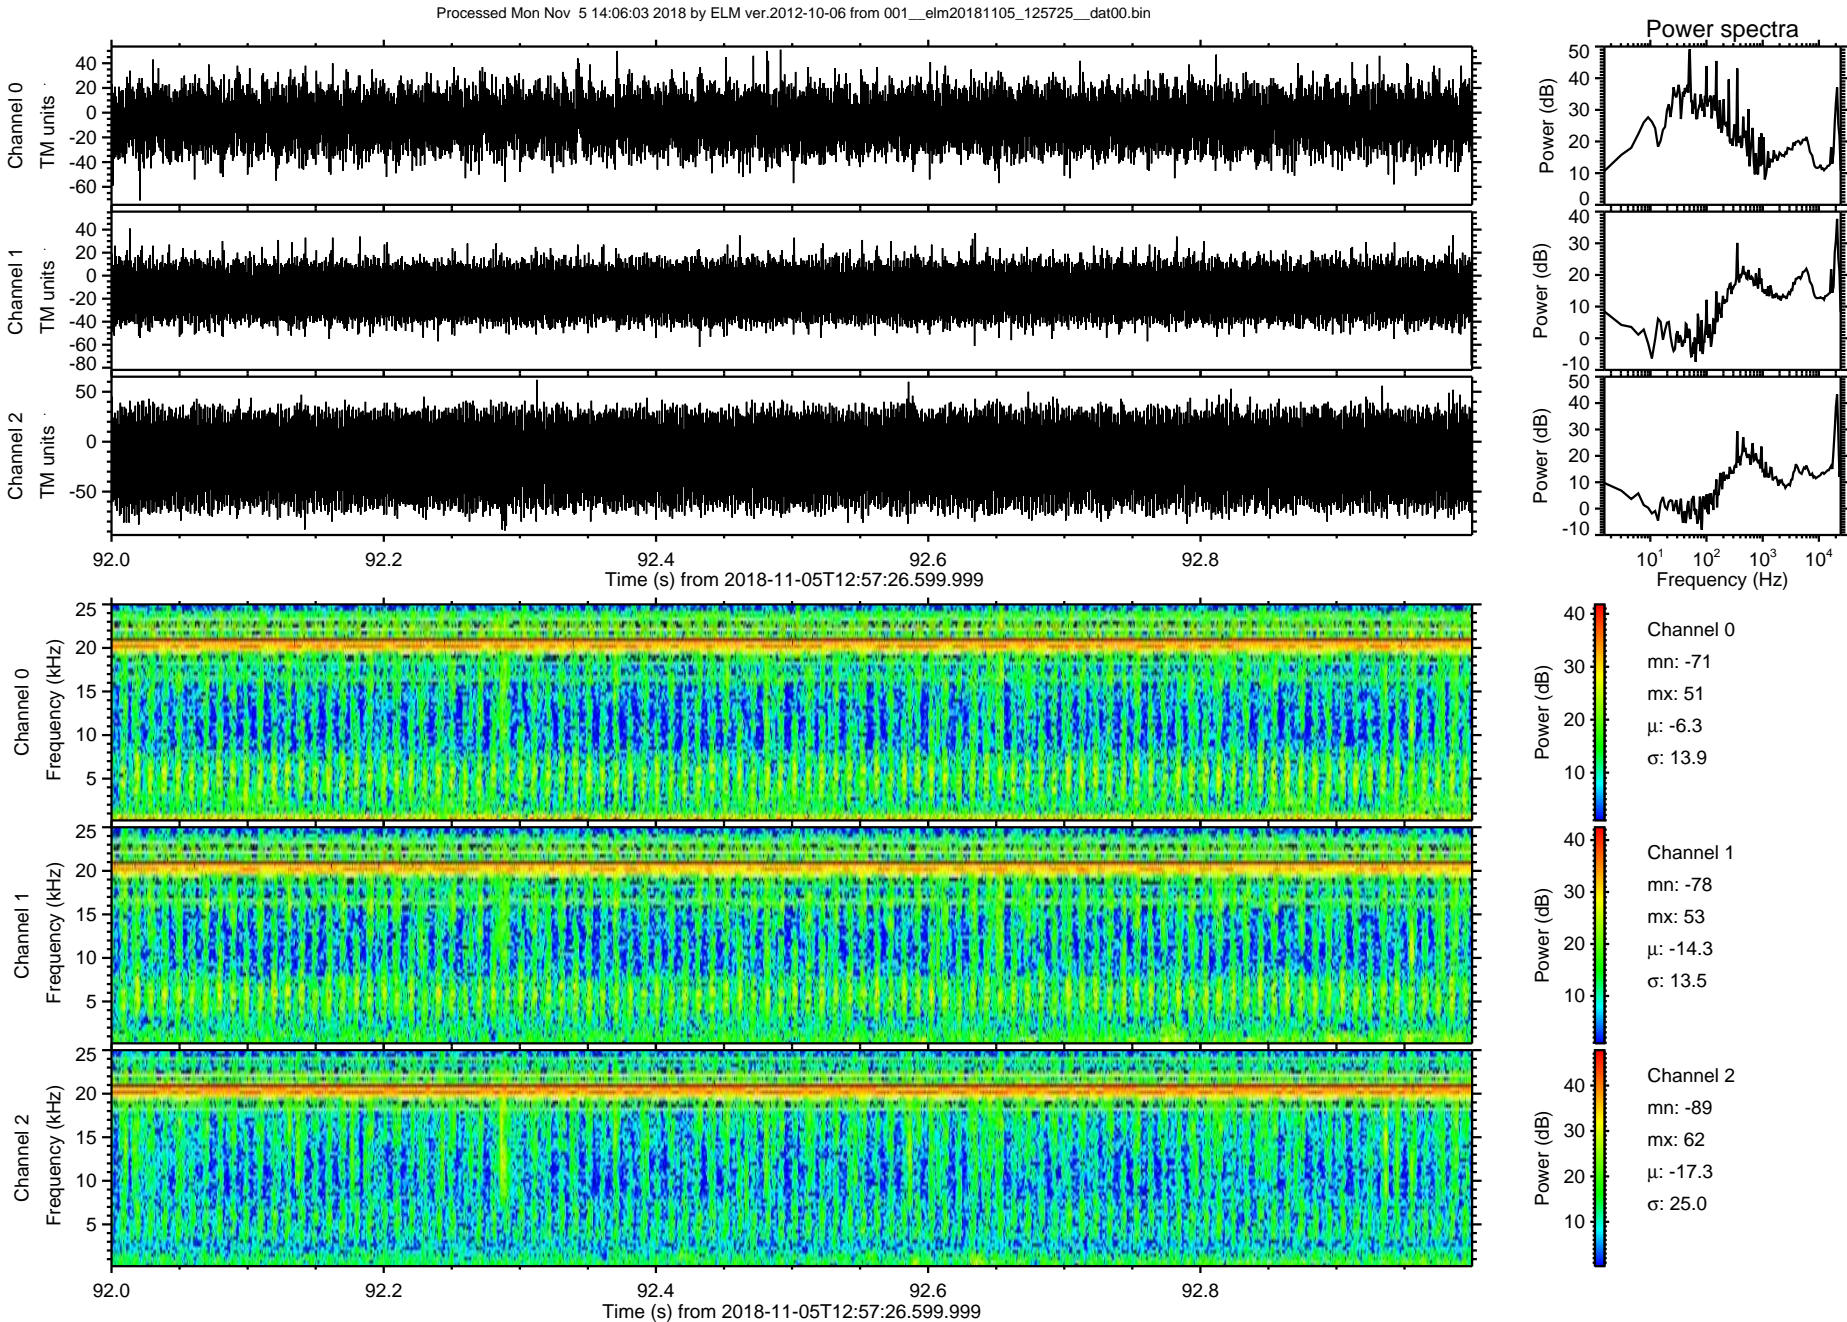 Processed Mon Nov  5 14:06:03 2018 by ELM ver.2012-10-06 from 001__elm20181105_125725__dat00.bin
Power spectra
Channel 0
TM units
40
20
0
-20
-40
-60
Power (dB)
50
40
30
20
10
0
Channel 1
TM units
40
20
0
-20
-40
-60
-80
Power (dB)
40
30
20
10
0
-10
Channel 2
TM units
50
0
-50
Power (dB)
50
40
30
20
10
0
-10
92.0 92.2 92.4 92.6 92.8
Time (s) from 2018-11-05T12:57:26.599.999
10¹ 10² 10³ 10⁴
Frequency (Hz)
Channel 0
Frequency (kHz)
25
20
15
10
5
Power (dB)
40
30
20
10
Channel 0
mn: -71
mx: 51
μ: -6.3
σ: 13.9
Channel 1
Frequency (kHz)
25
20
15
10
5
Power (dB)
40
30
20
10
Channel 1
mn: -78
mx: 53
μ: -14.3
σ: 13.5
Channel 2
Frequency (kHz)
25
20
15
10
5
Power (dB)
40
30
20
10
Channel 2
mn: -89
mx: 62
μ: -17.3
σ: 25.0
92.0 92.2 92.4 92.6 92.8
Time (s) from 2018-11-05T12:57:26.599.999